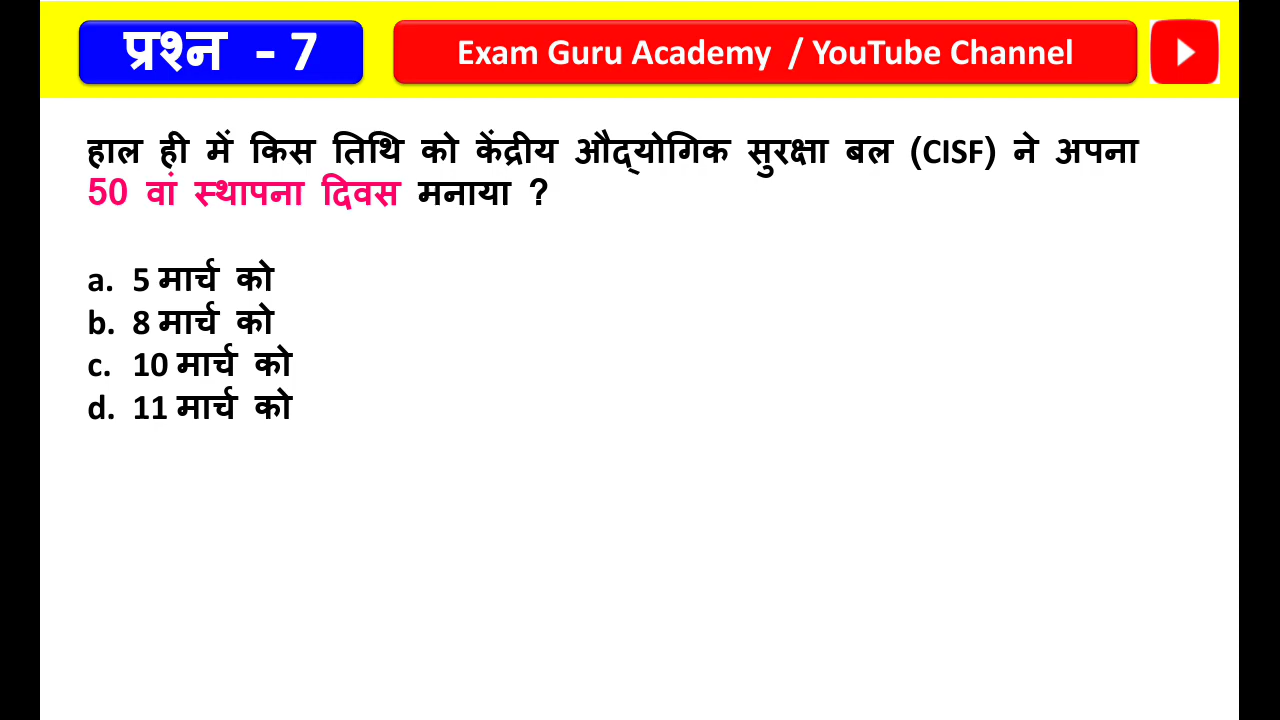 प्रश्न - 7
Exam Guru Academy / YouTube Channel
हाल ही में किस तिथि को केंद्रीय औद्योगिक सुरक्षा बल (CISF) ने अपना
50 वां स्थापना दिवस मनाया ?
a. 5 मार्च को
b. 8 मार्च को
c. 10 मार्च को
d. 11 मार्च को